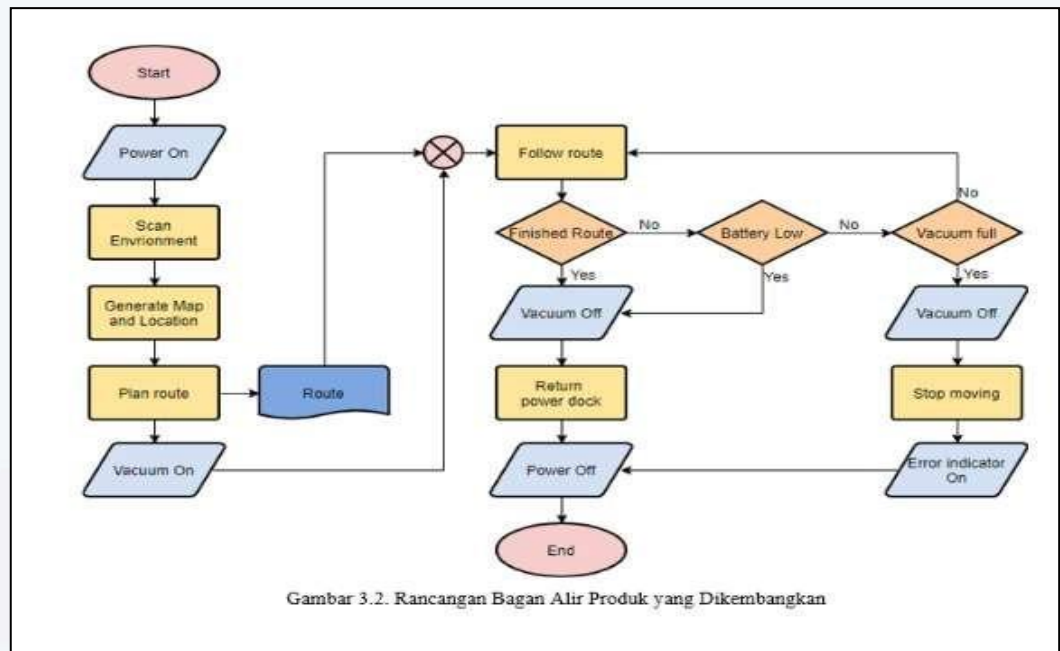 Start
Power On
Scan
Envrionment
Generate Map
and Location
Plan route
Route
Vacuum On
Follow route
Finished Route
No
Battery Low
No
Vacuum full
No
Yes
Yes
Yes
Vacuum Off
Vacuum Off
Return
power dock
Stop moving
Power Off
Error indicator
On
End
Gambar 3.2. Rancangan Bagan Alir Produk yang Dikembangkan